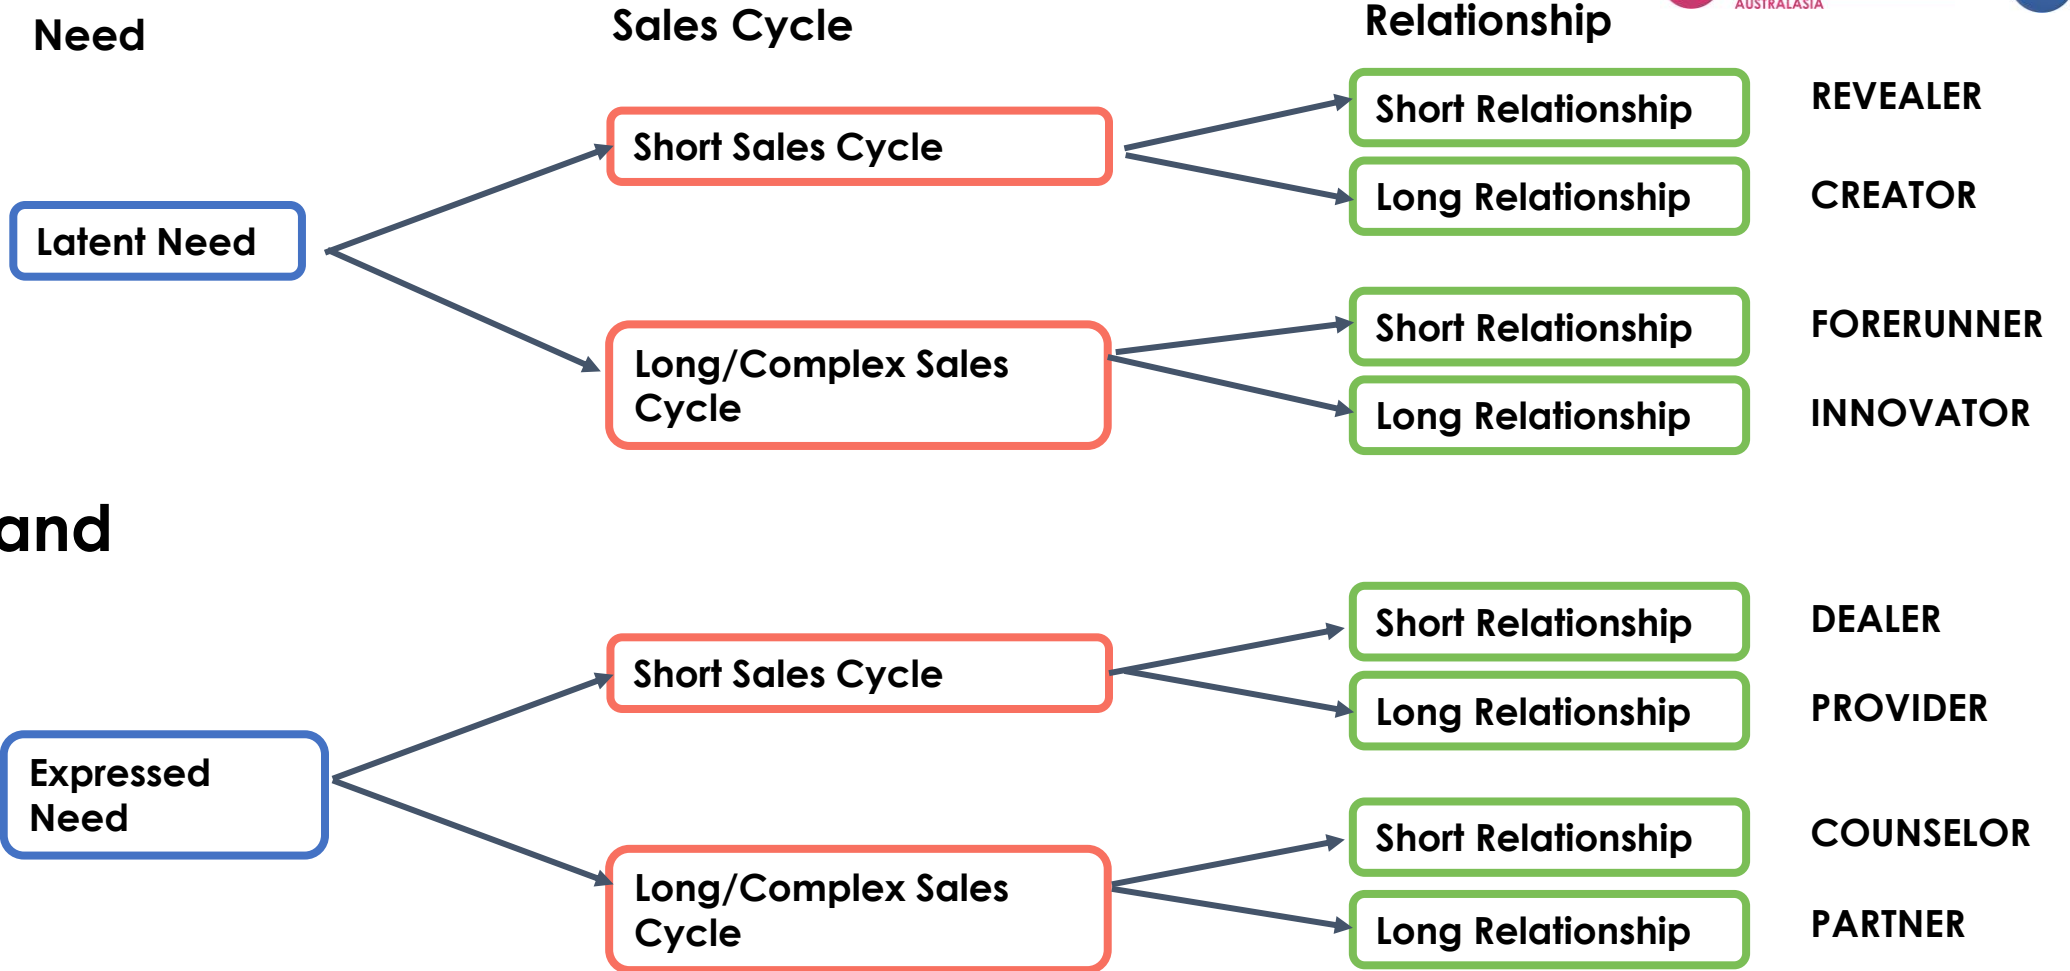 Need
Sales Cycle
Relationship
AUSTRALASIA
Short Relationship
REVEALER
Short Sales Cycle
Long Relationship
CREATOR
Latent Need
Short Relationship
FORERUNNER
Long/Complex Sales
Cycle
Long Relationship
INNOVATOR
and
Short Relationship
DEALER
Short Sales Cycle
Long Relationship
PROVIDER
Expressed
Need
Short Relationship
COUNSELOR
Long/Complex Sales
Cycle
Long Relationship
PARTNER